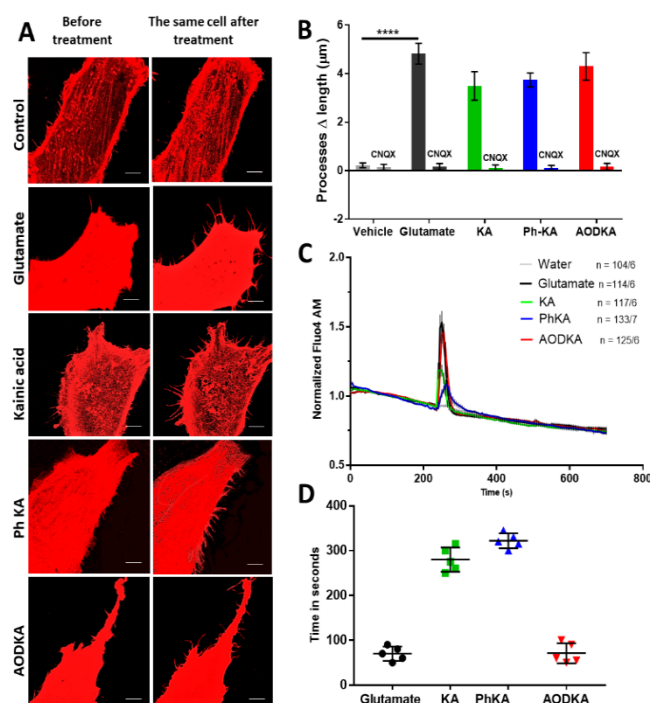 A
Before treatment
The same cell after treatment
Control
Glutamate
Kainic acid
Ph KA
AODKA
B
Processes Δ length (µm)
6
4
2
0
-2
****
CNQX
CNQX
CNQX
CNQX
CNQX
Vehicle Glutamate KA Ph-KA AODKA
C
Normalized Fluo4 AM
2.0
1.5
1.0
0.5
0 200 400 600 800
Time (s)
Water n = 104/6
Glutamate n =114/6
KA n = 117/6
PhKA n = 133/7
AODKA n = 125/6
D
Time in seconds
400
300
200
100
0
Glutamate KA PhKA AODKA